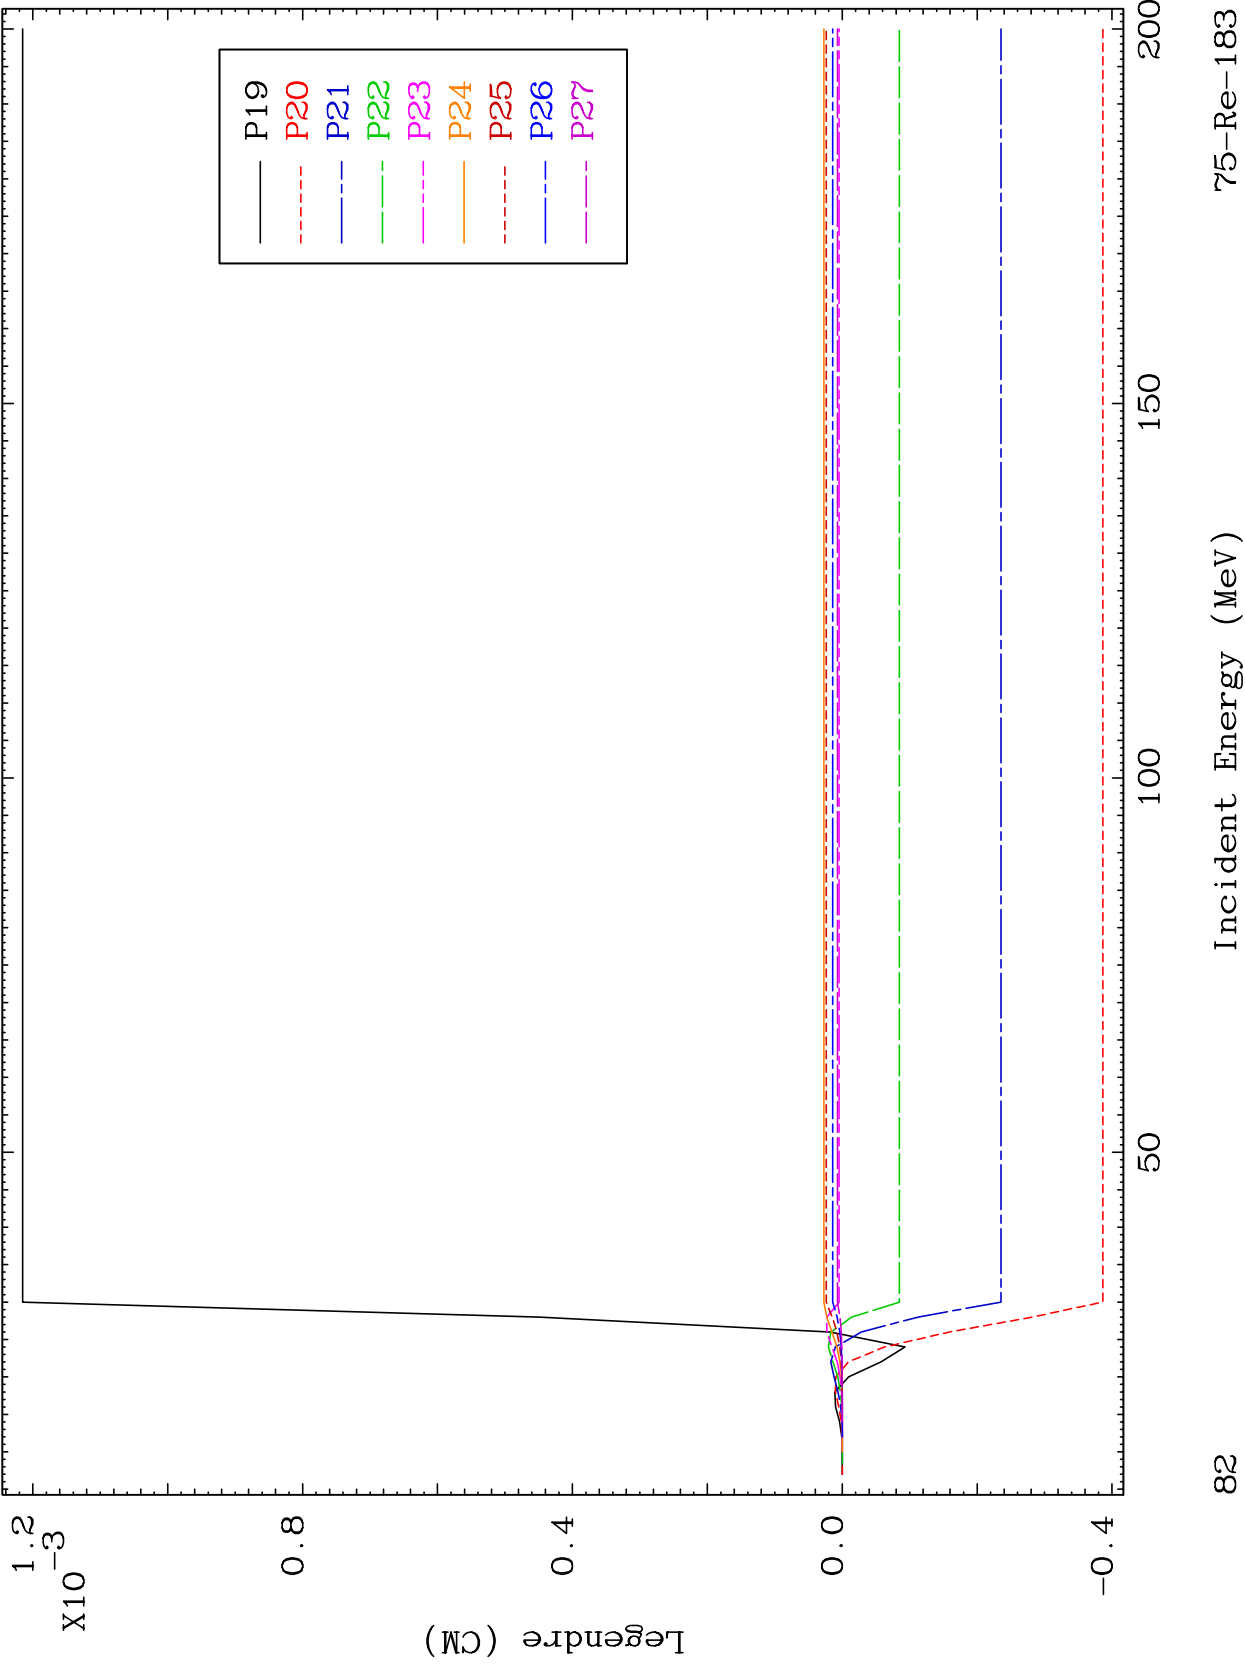 1.2
X10
-3
0.8
0.4
0.0
-0.4
Legendre (CM)
P19
P20
P21
P22
P23
P24
P25
P26
P27
50
100
150
200
Incident Energy (MeV)
82
75-Re-183